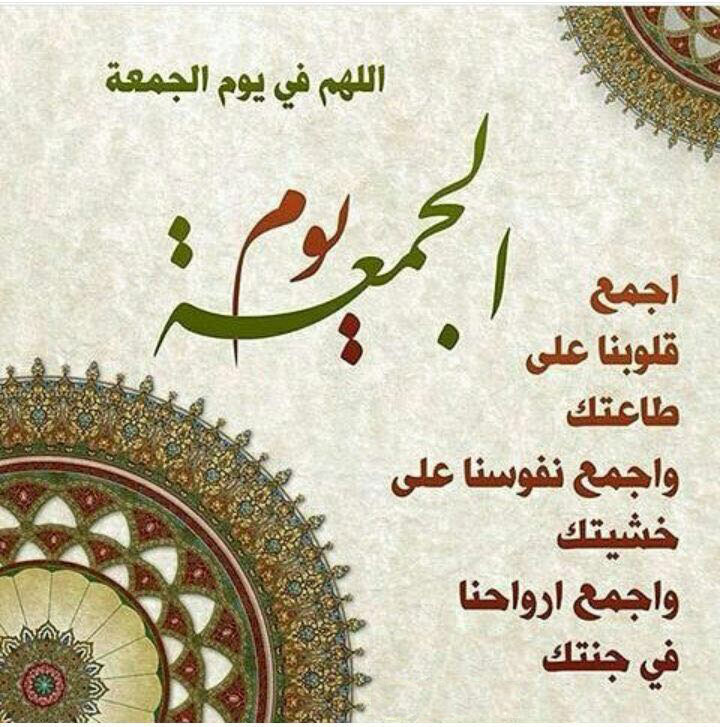 اللهم في يوم الجمعة
يوم
الجمعة
اجمع
قلوبنا على
طاعتك
واجمع نفوسنا على
خشيتك
واجمع ارواحنا
في جنتك